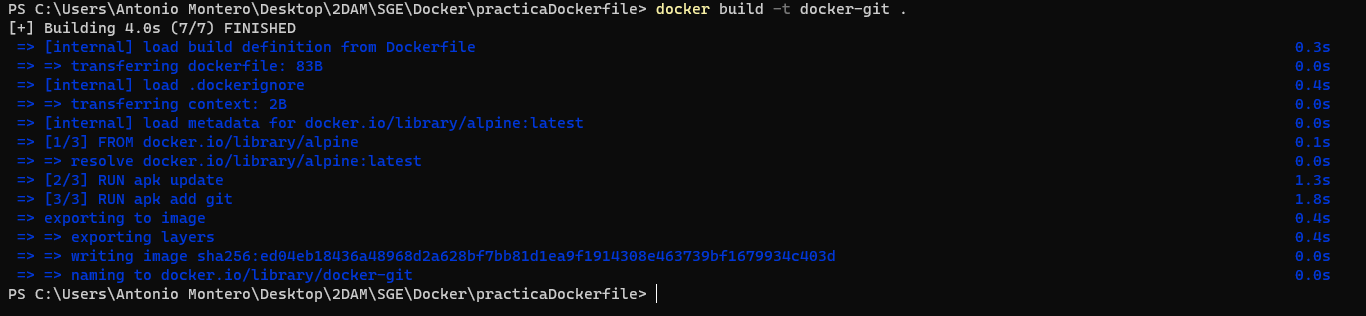 PS C:\Users\Antonio Montero\Desktop\2DAM\SGE\Docker\practicaDockerfile> docker build -t docker-git .
[+] Building 4.0s (7/7) FINISHED
=> [internal] load build definition from Dockerfile 0.3s
=> => transferring dockerfile: 83B 0.0s
=> [internal] load .dockerignore 0.4s
=> => transferring context: 2B 0.0s
=> [internal] load metadata for docker.io/library/alpine:latest 0.0s
=> [1/3] FROM docker.io/library/alpine 0.1s
=> => resolve docker.io/library/alpine:latest 0.0s
=> [2/3] RUN apk update 1.3s
=> [3/3] RUN apk add git 1.8s
=> exporting to image 0.4s
=> => exporting layers 0.4s
=> => writing image sha256:ed04eb18436a48968d2a628bf7bb81d1ea9f1914308e463739bf1679934c403d 0.0s
=> => naming to docker.io/library/docker-git 0.0s
PS C:\Users\Antonio Montero\Desktop\2DAM\SGE\Docker\practicaDockerfile>